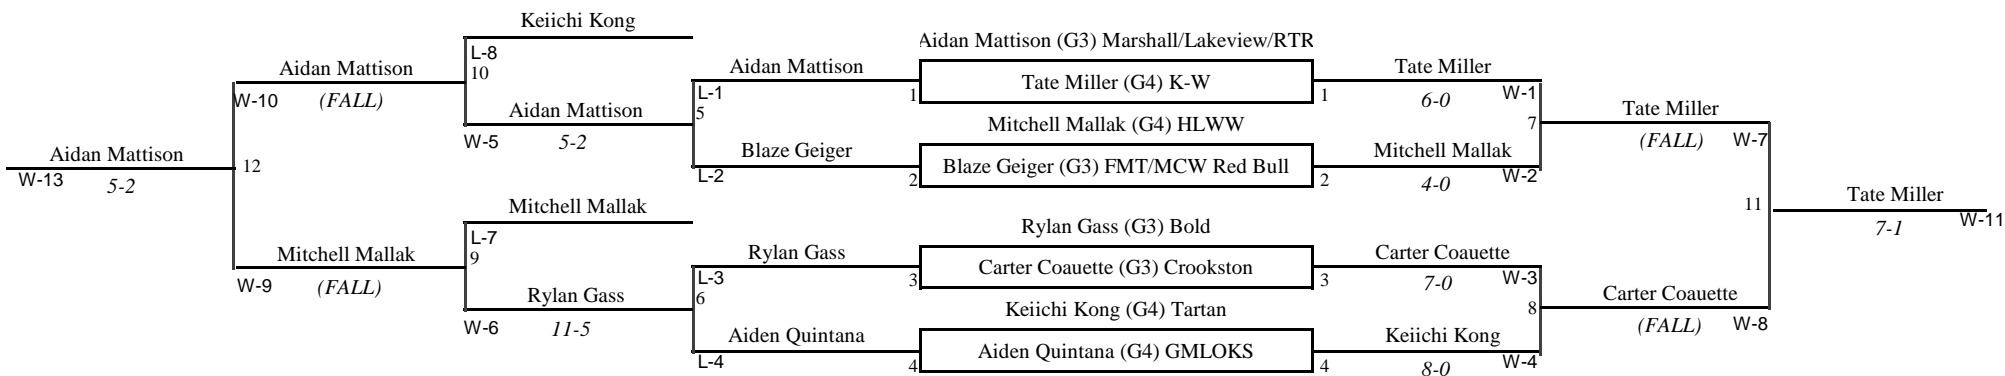 Keiichi Kong
L-8
10
Aidan Mattison
W-10
(FALL)
Aidan Mattison
W-5
5-2
Aidan Mattison
W-13
5-2
12
Mitchell Mallak
L-7
9
Mitchell Mallak
W-9
(FALL)
Rylan Gass
W-6
11-5
Aidan Mattison
L-1
5
Blaze Geiger
L-2
Rylan Gass
L-3
6
Aiden Quintana
L-4
Aidan Mattison (G3) Marshall/Lakeview/RTR
1 Tate Miller (G4) K-W 1
Mitchell Mallak (G4) HLWW
2 Blaze Geiger (G3) FMT/MCW Red Bull 2
Rylan Gass (G3) Bold
3 Carter Coauette (G3) Crookston 3
Keiichi Kong (G4) Tartan
4 Aiden Quintana (G4) GMLOKS 4
Tate Miller
6-0
W-1
7
Mitchell Mallak
4-0
W-2
Carter Coauette
7-0
W-3
8
Keiichi Kong
8-0
W-4
Tate Miller
(FALL)
W-7
11
Carter Coauette
(FALL)
W-8
Tate Miller
7-1
W-11